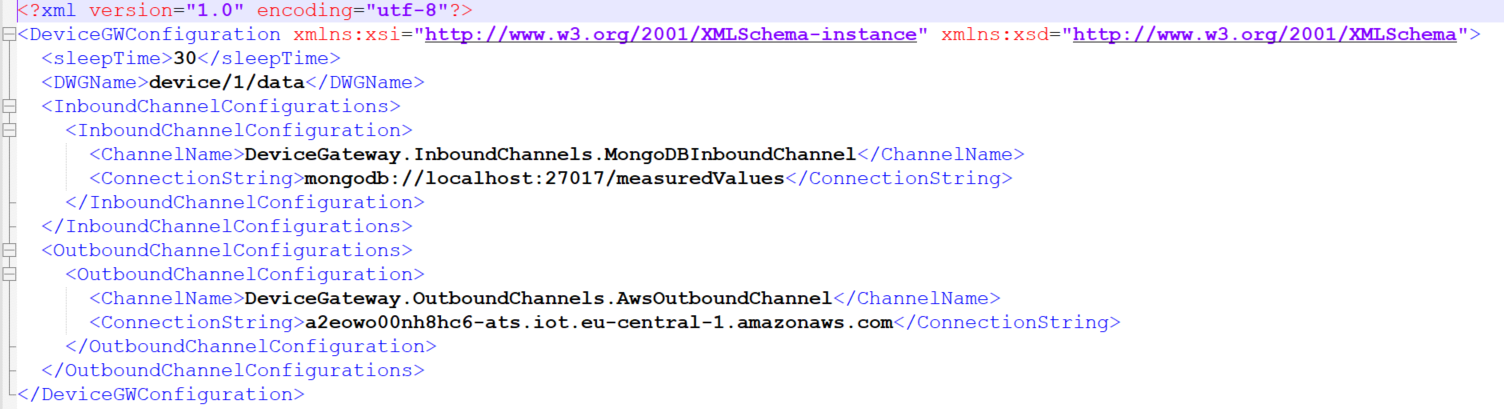 <?xml version="1.0" encoding="utf-8"?>
<DeviceGWConfiguration xmlns:xsi="http://www.w3.org/2001/XMLSchema-instance" xmlns:xsd="http://www.w3.org/2001/XMLSchema">
<sleepTime>30</sleepTime>
<DWGName>device/1/data</DWGName>
<InboundChannelConfigurations>
<InboundChannelConfiguration>
<ChannelName>DeviceGateway.InboundChannels.MongoDBInboundChannel</ChannelName>
<ConnectionString>mongodb://localhost:27017/measuredValues</ConnectionString>
</InboundChannelConfiguration>
</InboundChannelConfigurations>
<OutboundChannelConfigurations>
<OutboundChannelConfiguration>
<ChannelName>DeviceGateway.OutboundChannels.AwsOutboundChannel</ChannelName>
<ConnectionString>a2eowo00nh8hc6-ats.iot.eu-central-1.amazonaws.com</ConnectionString>
</OutboundChannelConfiguration>
</OutboundChannelConfigurations>
</DeviceGWConfiguration>